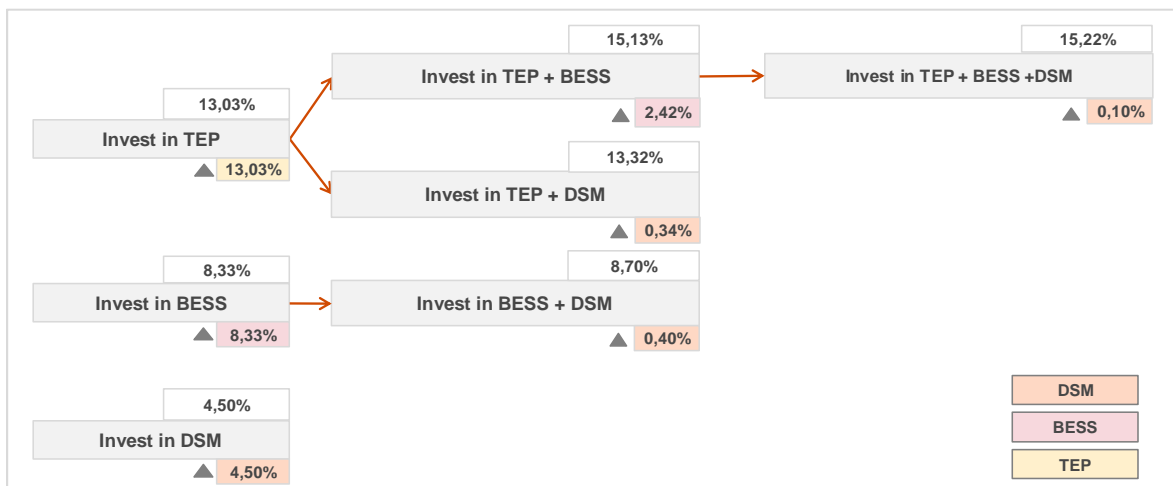 15,13%
Invest in TEP + BESS
2,42%
15,22%
Invest in TEP + BESS +DSM
0,10%
13,03%
Invest in TEP
13,03%
13,32%
Invest in TEP + DSM
0,34%
8,33%
Invest in BESS
8,33%
8,70%
Invest in BESS + DSM
0,40%
4,50%
Invest in DSM
4,50%
DSM
BESS
TEP